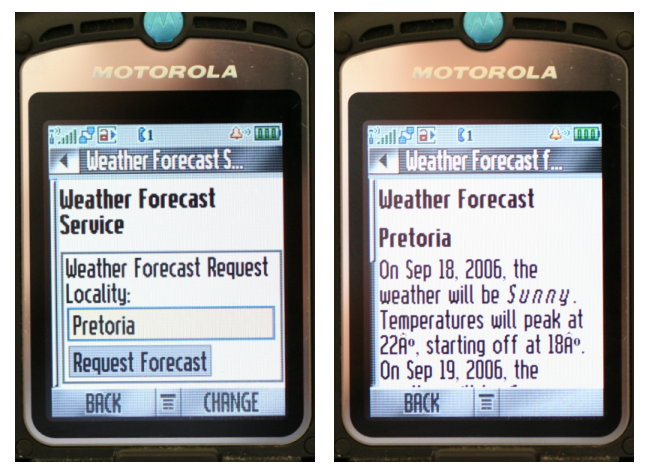 MOTOROLA
1
Weather Forecast S...
Weather Forecast
Service
Weather Forecast Request
Locality:
Pretoria
Request Forecast
BACK
CHANGE
MOTOROLA
1
Weather Forecast f...
Weather Forecast
Pretoria
On Sep 18, 2006, the
weather will be Sunny.
Temperatures will peak at
22Âº, starting off at 18Âº.
On Sep 19, 2006, the
BACK